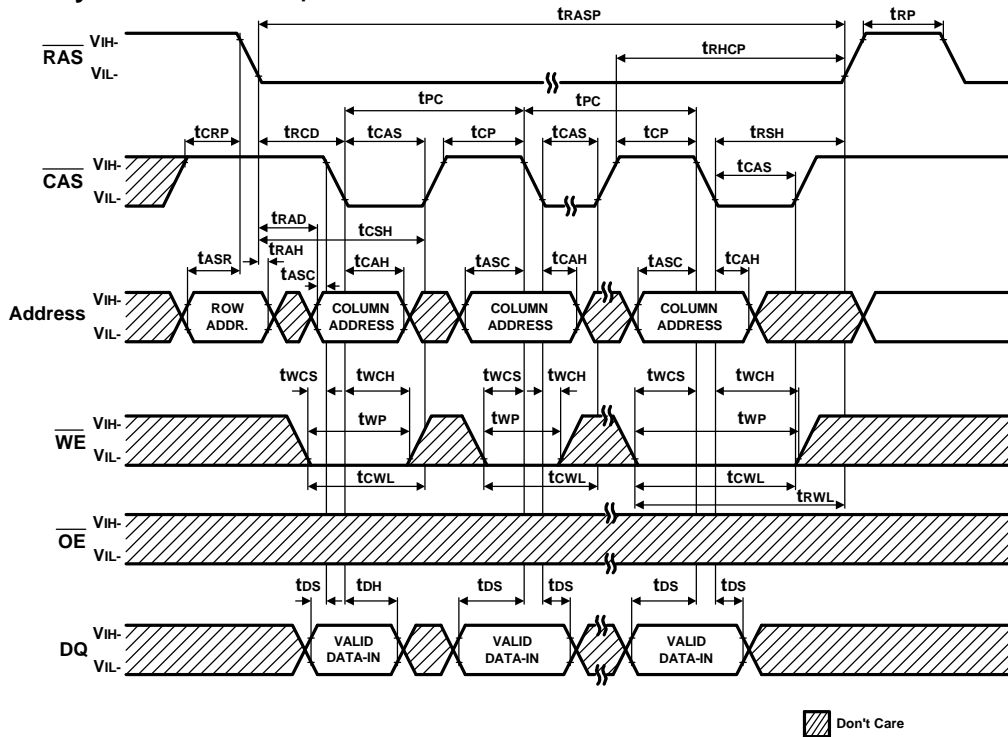 tRASP
tRP
RAS
VIH-
VIL-
tRHCP
tPC
tPC
tCRP
tRCD
tCAS
tCP
tCAS
tCP
tRSH
CAS
VIH-
VIL-
tCAS
tRAD
tCSH
tASR
tRAH
tASC
tCAH
tASC
tCAH
tASC
tCAH
Address
VIH-
VIL-
ROW
ADDR.
COLUMN
ADDRESS
COLUMN
ADDRESS
COLUMN
ADDRESS
tWCS
tWCH
tWCS
tWCH
tWCS
tWCH
WE
VIH-
VIL-
tWP
tWP
tWP
tCWL
tCWL
tCWL
tRWL
OE
VIH-
VIL-
tDS
tDH
tDS
tDS
tDS
tDS
DQ
VIH-
VIL-
VALID
DATA-IN
VALID
DATA-IN
VALID
DATA-IN
Don't Care